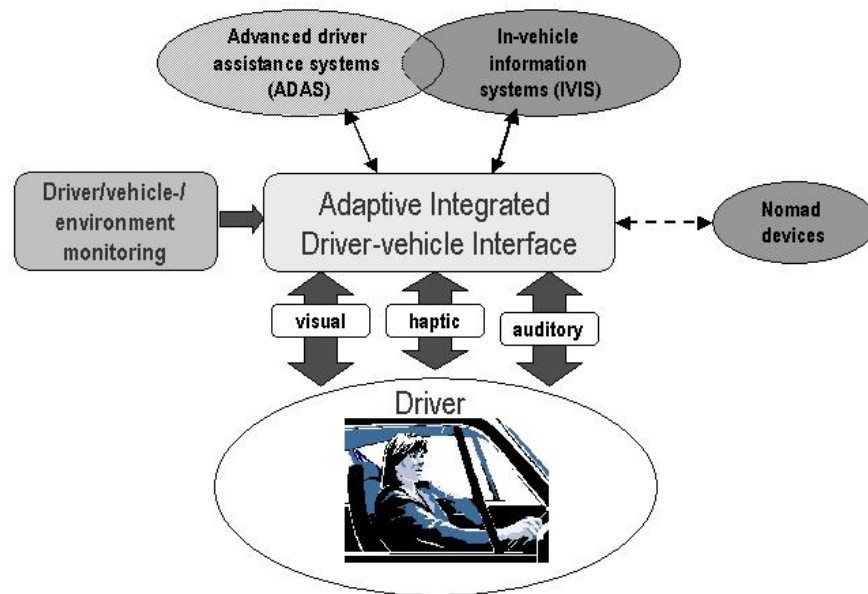 Advanced driver
assistance systems
(ADAS)
In-vehicle
information
systems (IVIS)
Driver/vehicle-/
environment
monitoring
Adaptive Integrated
Driver-vehicle Interface
Nomad
devices
visual
haptic
auditory
Driver